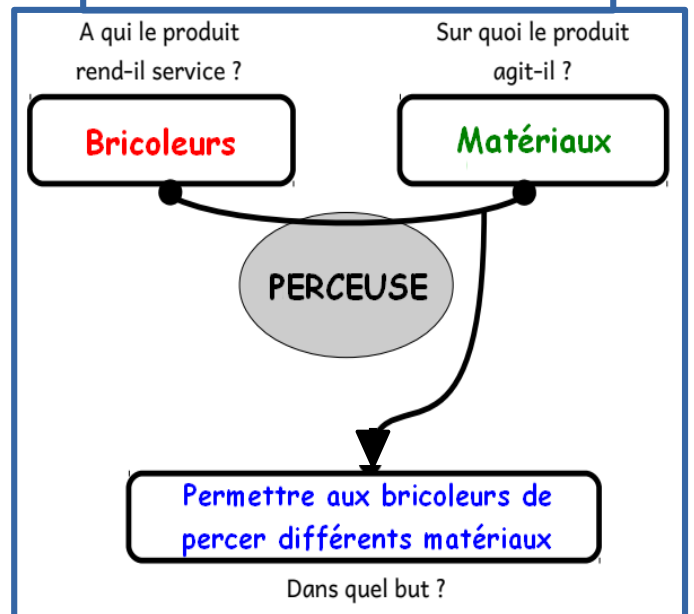 A qui le produit
rend-il service ?
Sur quoi le produit
agit-il ?
Bricoleurs
Matériaux
PERCEUSE
Permettre aux bricoleurs de
percer différents matériaux
Dans quel but ?